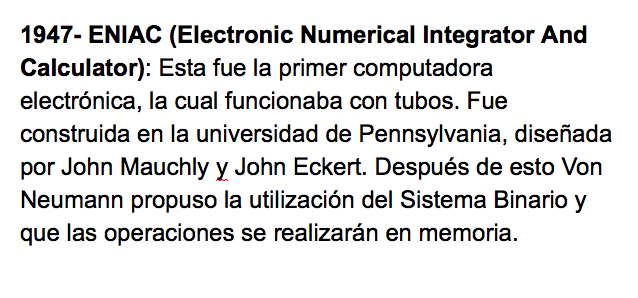 1947- ENIAC (Electronic Numerical Integrator And
Calculator): Esta fue la primer computadora
electrónica, la cual funcionaba con tubos. Fue
construida en la universidad de Pennsylvania, diseñada
por John Mauchly y John Eckert. Después de esto Von
Neumann propuso la utilización del Sistema Binario y
que las operaciones se realizarán en memoria.